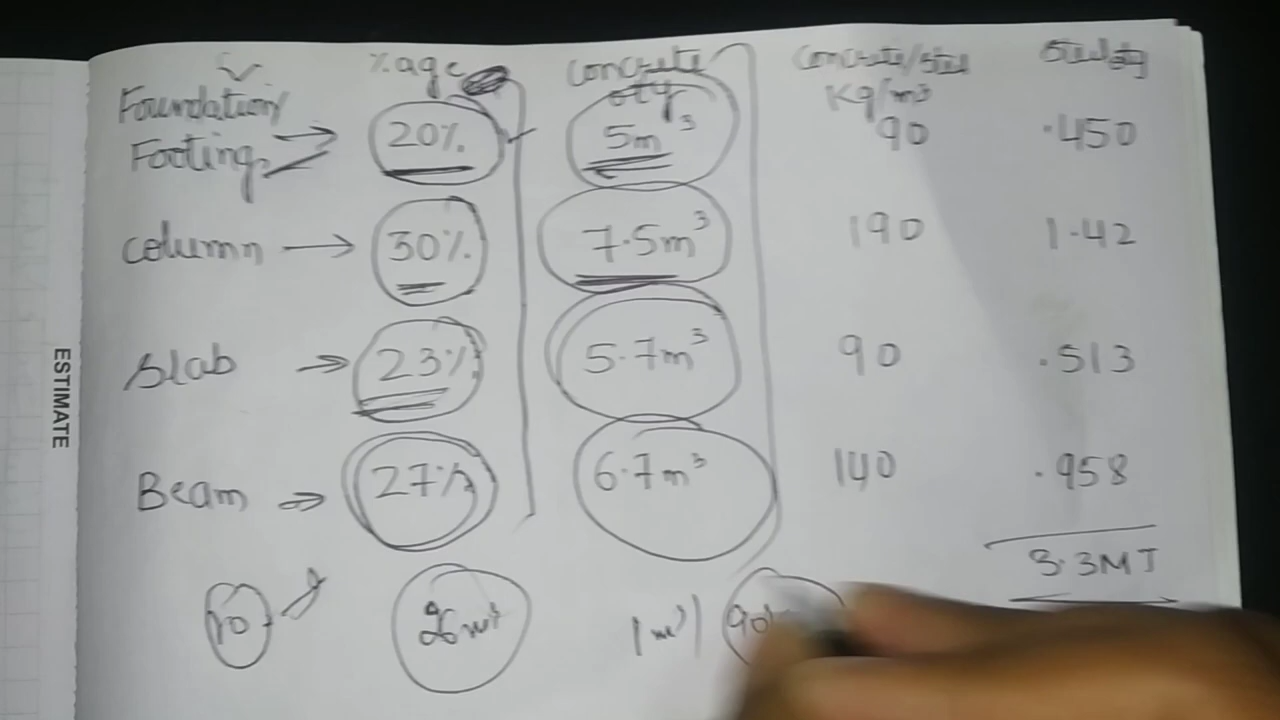 %age Concrete Qty Concrete/Steel Kg/m³ Steel qty
Foundation/
Footing → 20% 5m³ 90 .450
Column → 30% 7.5m³ 190 1.42
Slab → 23% 5.7m³ 90 .513
Beam → 27% 6.7m³ 140 .958
3.3MT
1m³ 90
ESTIMATE